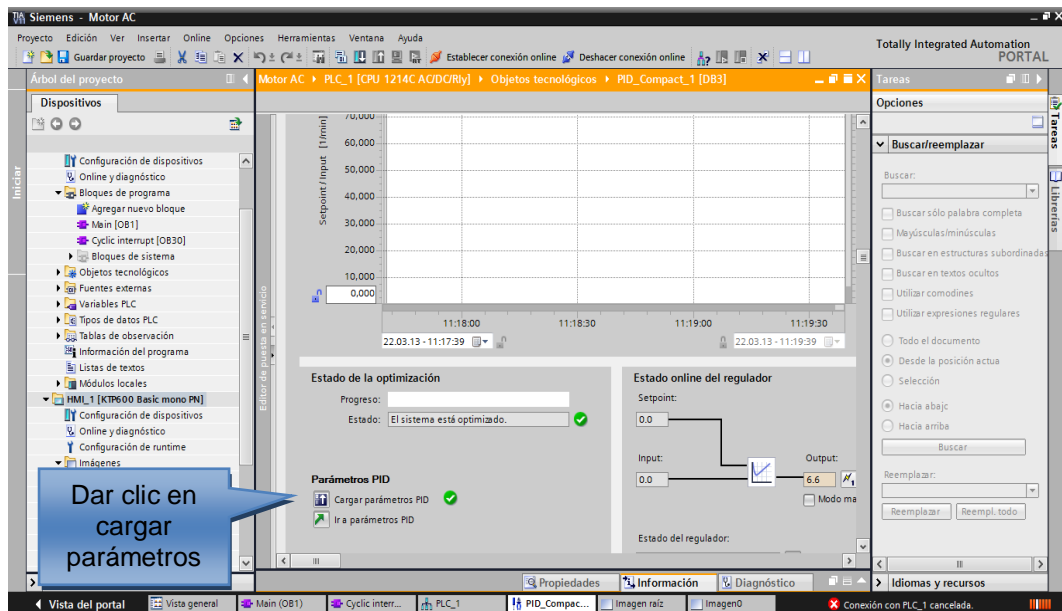 Siemens - Motor AC
Proyecto Edición Ver Insertar Online Opciones Herramientas Ventana Ayuda
Guardar proyecto Establecer conexión online Deshacer conexión online
Totally Integrated Automation
PORTAL
Árbol del proyecto
Motor AC PLC_1 [CPU 1214C AC/DC/Rly] Objetos tecnológicos PID_Compact_1 [DB3]
Tareas
Dispositivos
Opciones
Iniciar
Configuración de dispositivos
Online y diagnóstico
Bloques de programa
Agregar nuevo bloque
Main [OB1]
Cyclic interrupt [OB30]
Bloques de sistema
Objetos tecnológicos
Fuentes externas
Variables PLC
Tipos de datos PLC
Tablas de observación
Información del programa
Listas de textos
Módulos locales
HMI_1 [KTP600 Basic mono PN]
Configuración de dispositivos
Online y diagnóstico
Configuración de runtime
Imágenes
Dar clic en
cargar
parámetros
Editor de puesta en servicio
Setpoint/Input [1/min]
70,000
60,000
50,000
40,000
30,000
20,000
10,000
0,000
11:18:00 11:18:30 11:19:00 11:19:30
22.03.13 - 11:17:39 22.03.13 - 11:19:39
Estado de la optimización
Progreso:
Estado: El sistema está optimizado.
Parámetros PID
Cargar parámetros PID
Ir a parámetros PID
Estado online del regulador
Setpoint:
0.0
Input: Output:
0.0 6.6
Modo ma
Estado del regulador:
Buscar/reemplazar
Buscar:
Buscar sólo palabra completa
Mayúsculas/minúsculas
Buscar en estructuras subordinadas
Buscar en textos ocultos
Utilizar comodines
Utilizar expresiones regulares
Todo el documento
Desde la posición actua
Selección
Hacia abajc
Hacia arriba
Buscar
Reemplazar:
Reemplazar Reempl. todo
Idiomas y recursos
Tareas
Librerías
Propiedades Información Diagnóstico
Vista del portal Vista general Main (OB1) Cyclic interr... PLC_1 PID_Compac... Imagen raíz Imagen0 Conexión con PLC_1 cancelada.